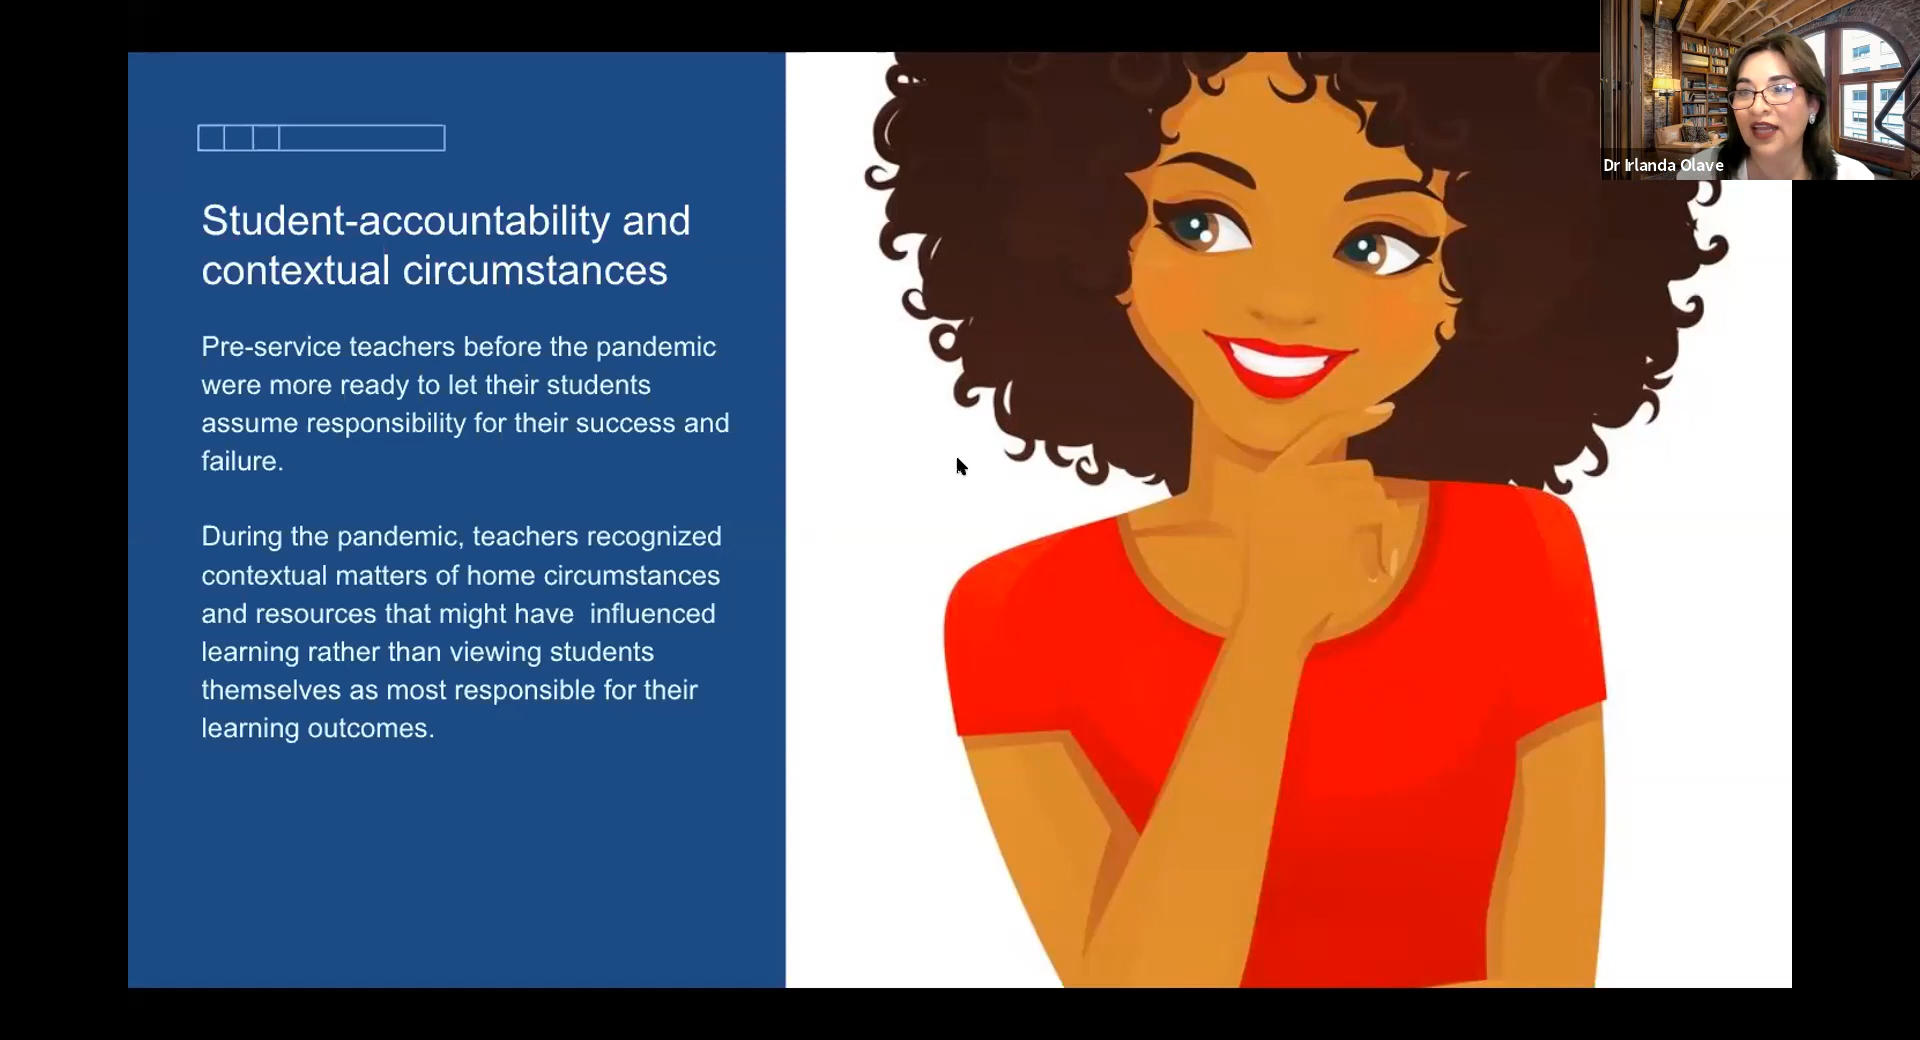 Dr Irlanda Olave
Student-accountability and
contextual circumstances
Pre-service teachers before the pandemic
were more ready to let their students
assume responsibility for their success and
failure.
During the pandemic, teachers recognized
contextual matters of home circumstances
and resources that might have  influenced
learning rather than viewing students
themselves as most responsible for their
learning outcomes.